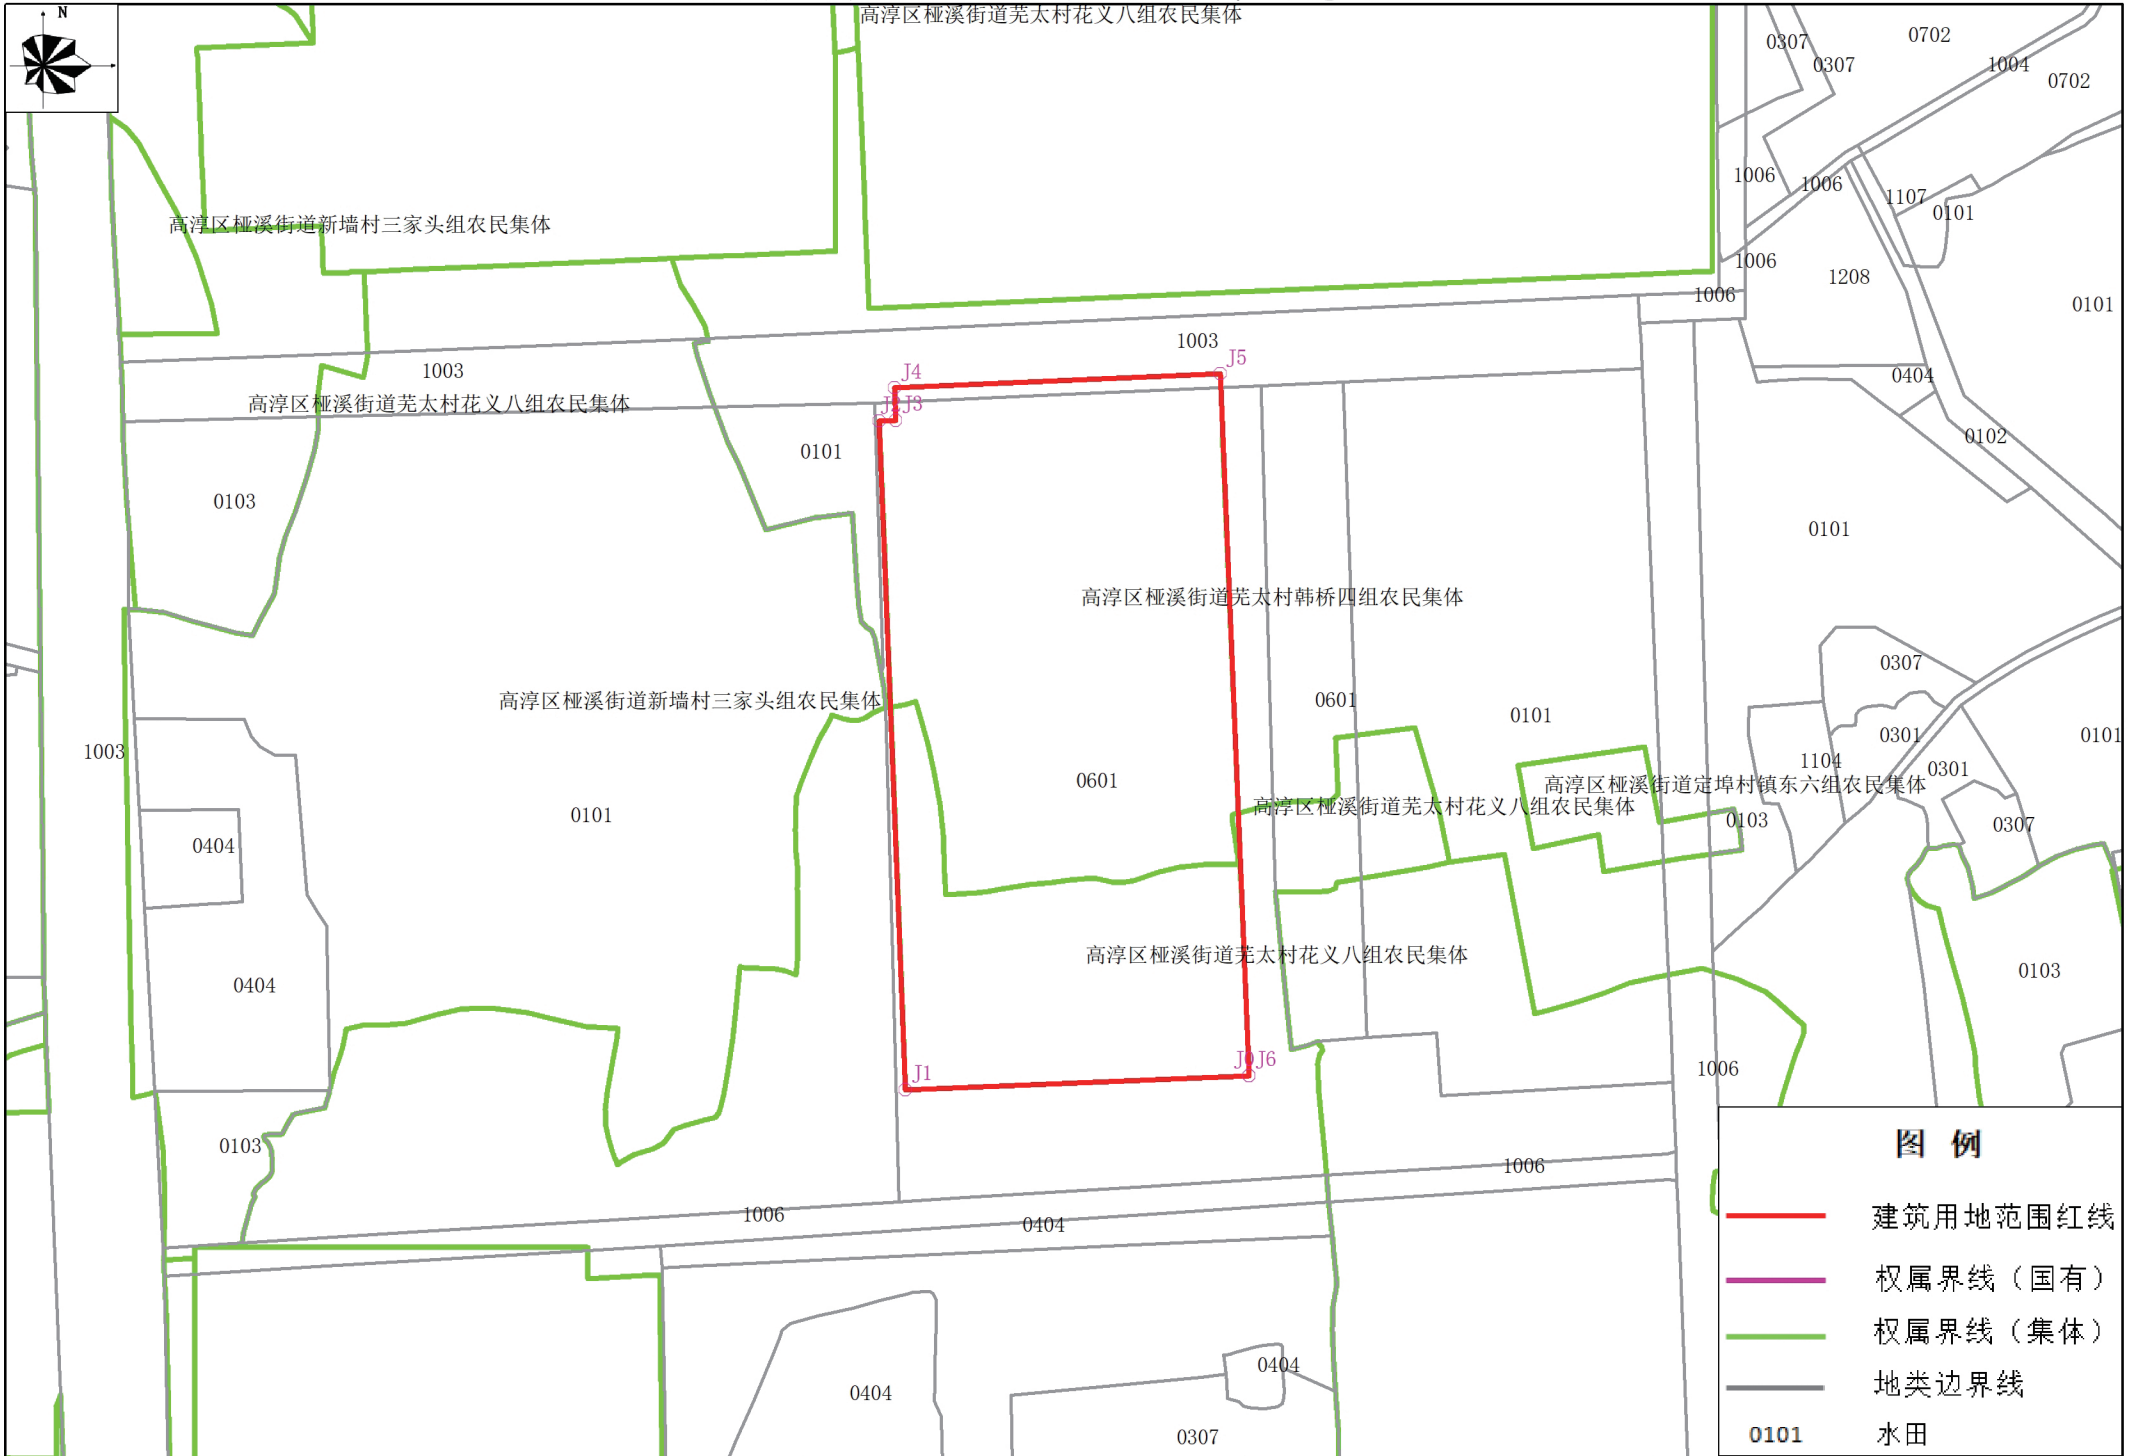 N
高淳区桠溪街道芜太村花义八组农民集体
0307
0702
0307
1004
0702
1006
1006
1107
0101
高淳区桠溪街道新墙村三家头组农民集体
1006
1208
1006
0101
1003
1003
J4
J5
0404
高淳区桠溪街道芜太村花义八组农民集体
J2
J3
0102
0101
0103
0101
高淳区桠溪街道芜太村韩桥四组农民集体
0307
高淳区桠溪街道新墙村三家头组农民集体
0601
0101
0301
0101
1003
1104
0301
0601
高淳区桠溪街道定埠村镇东六组农民集体
高淳区桠溪街道芜太村花义八组农民集体
0101
0103
0307
0404
高淳区桠溪街道芜太村花义八组农民集体
0103
0404
J1
J0
J6
1006
0103
1006
1006
0404
0404
0404
0307
图 例
建筑用地范围红线
权属界线（国有）
权属界线（集体）
地类边界线
0101 水田